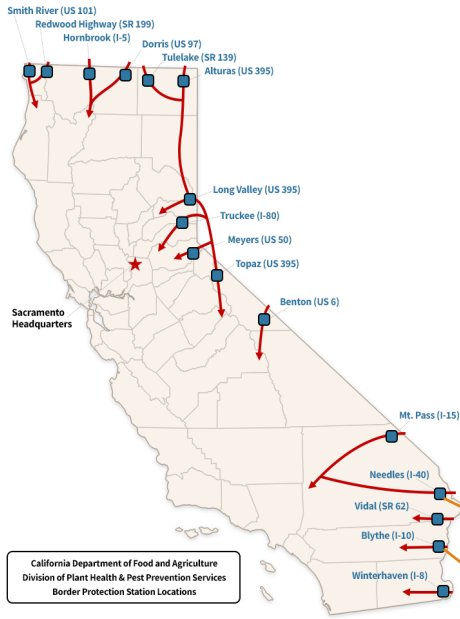 Smith River (US 101)
Redwood Highway (SR 199)
Hornbrook (I-5)
Dorris (US 97)
Tulelake (SR 139)
Alturas (US 395)
Long Valley (US 395)
Truckee (I-80)
Meyers (US 50)
Topaz (US 395)
Benton (US 6)
Sacramento
Headquarters
Mt. Pass (I-15)
Needles (I-40)
Vidal (SR 62)
Blythe (I-10)
Winterhaven (I-8)
California Department of Food and Agriculture
Division of Plant Health & Pest Prevention Services
Border Protection Station Locations